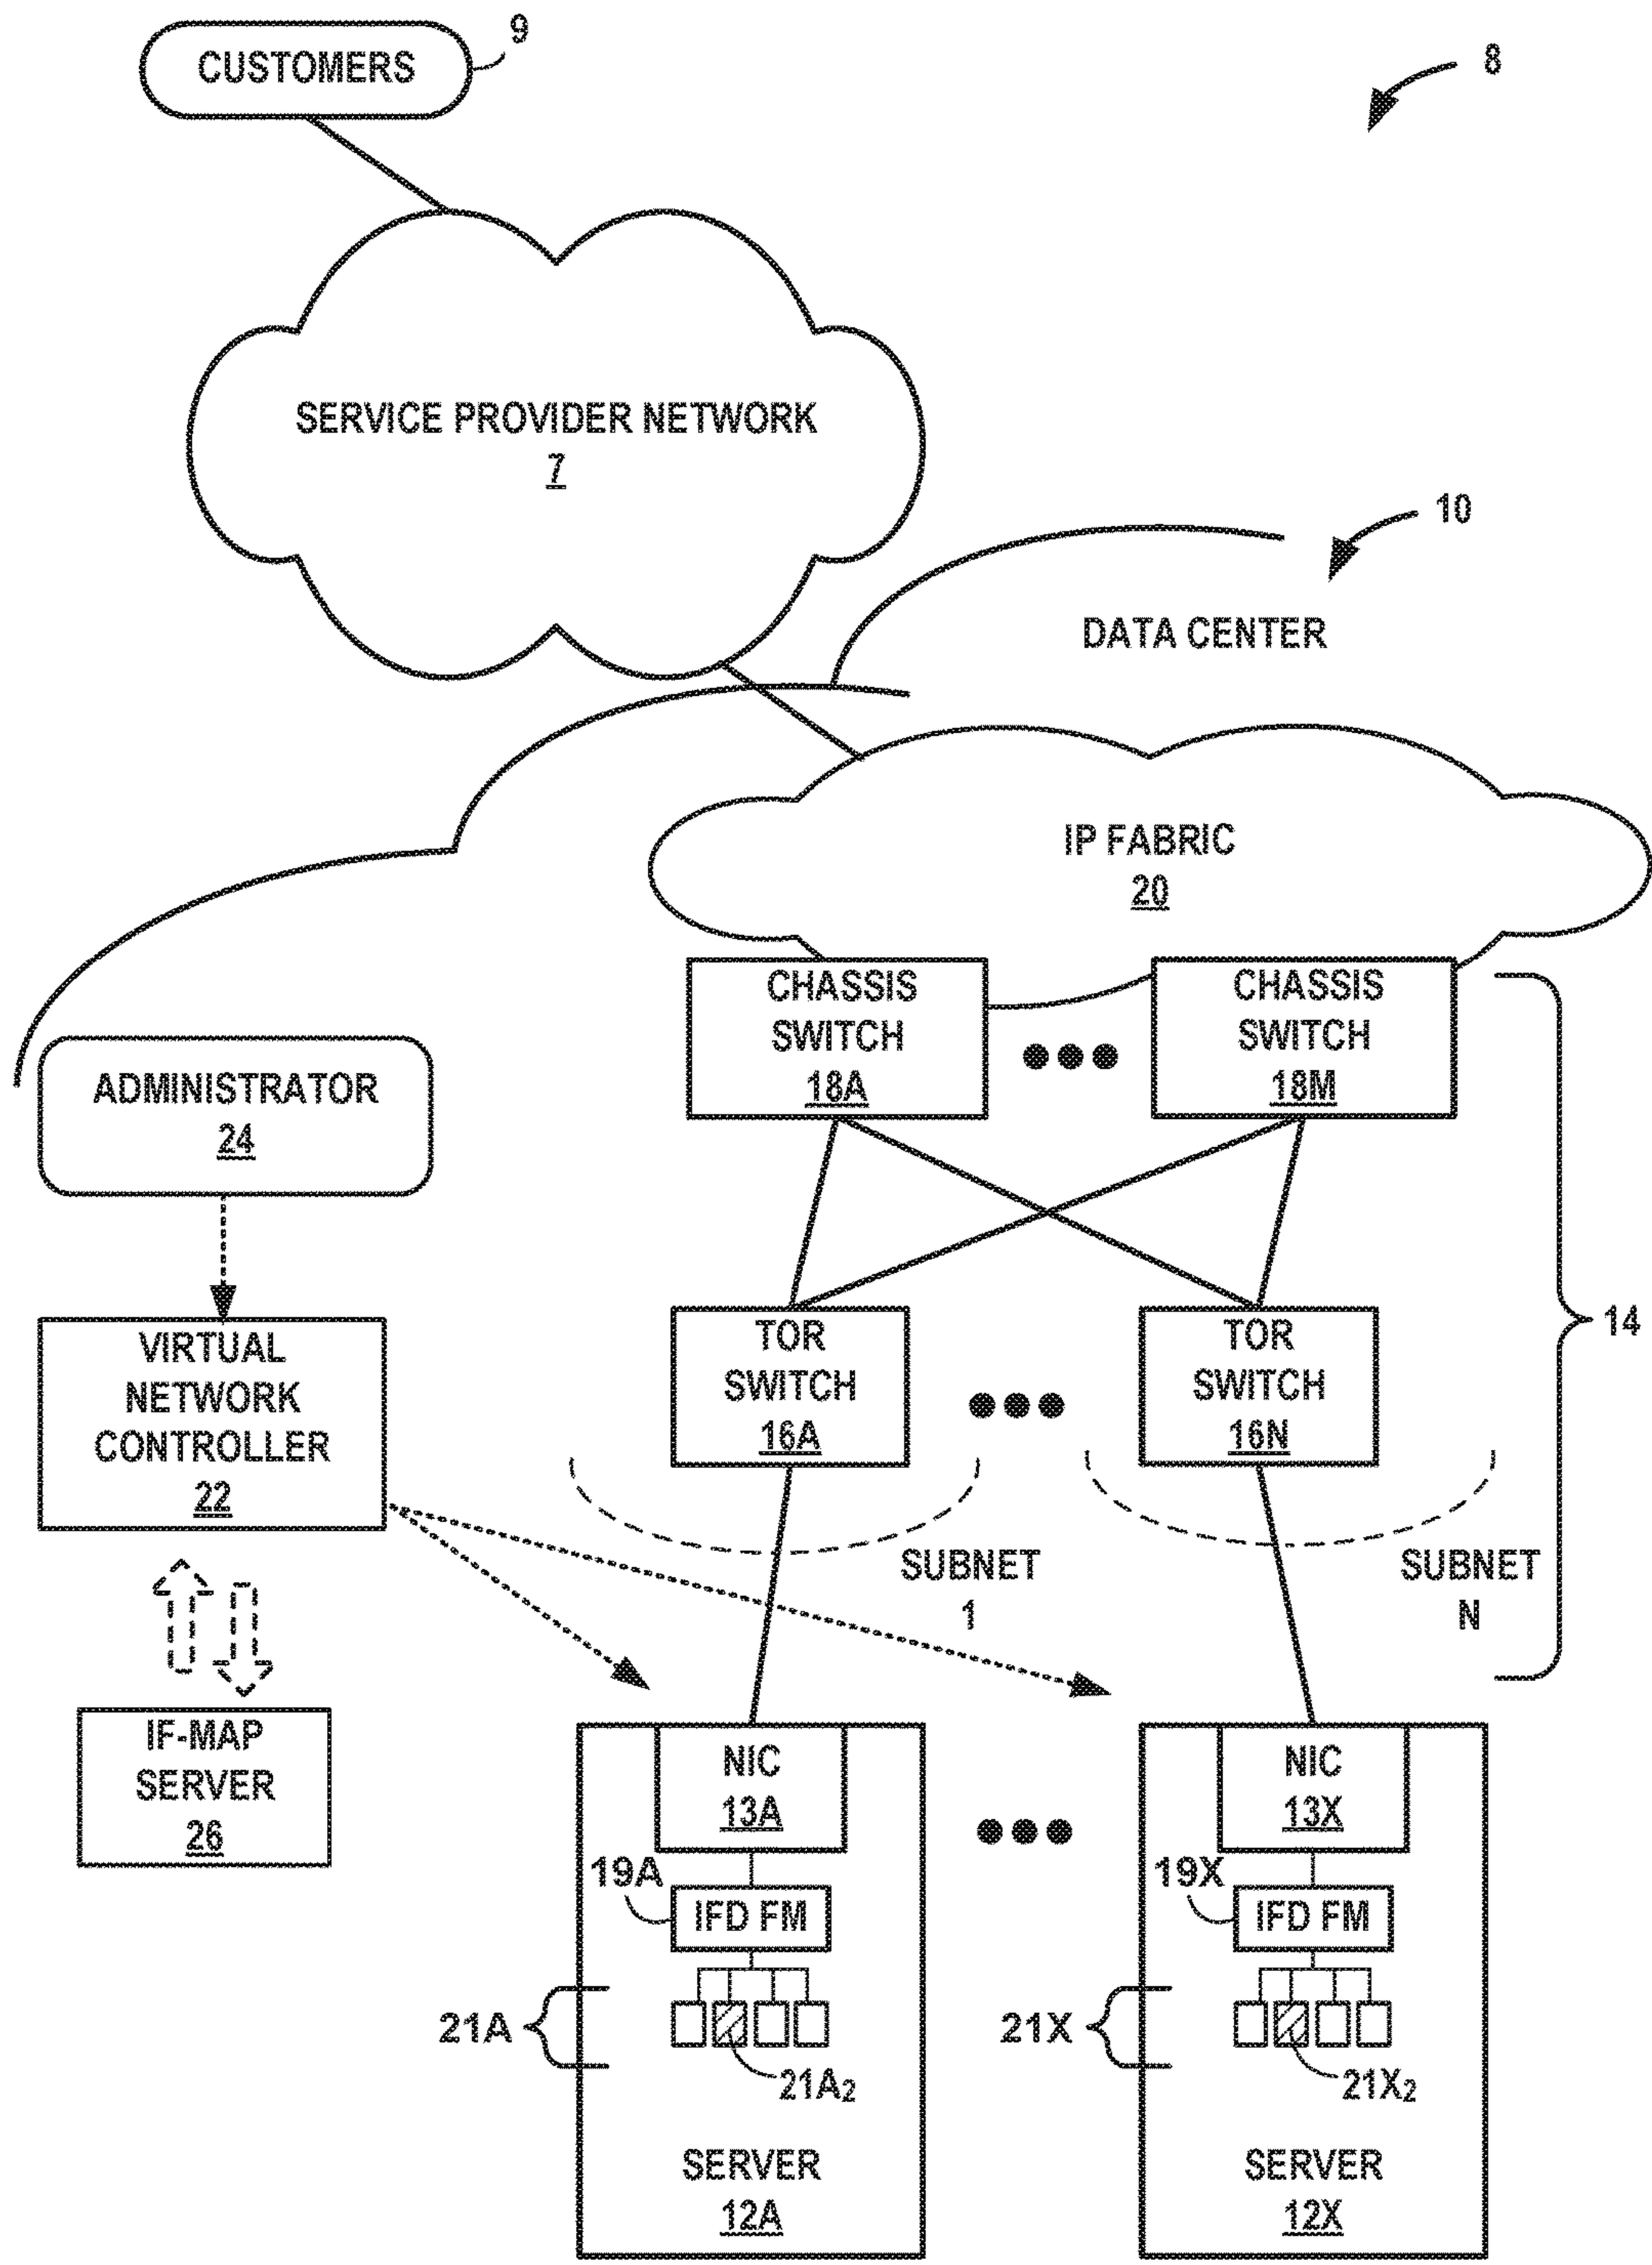 CUSTOMERS
9
8
SERVICE PROVIDER NETWORK
7
10
DATA CENTER
IP FABRIC
20
CHASSIS
SWITCH
18A
CHASSIS
SWITCH
18M
ADMINISTRATOR
24
14
VIRTUAL
NETWORK
CONTROLLER
22
TOR
SWITCH
16A
TOR
SWITCH
16N
SUBNET
1
SUBNET
N
IF-MAP
SERVER
26
NIC
13A
NIC
13X
19A
IFD FM
19X
IFD FM
21A
21A2
21X
21X2
SERVER
12A
SERVER
12X